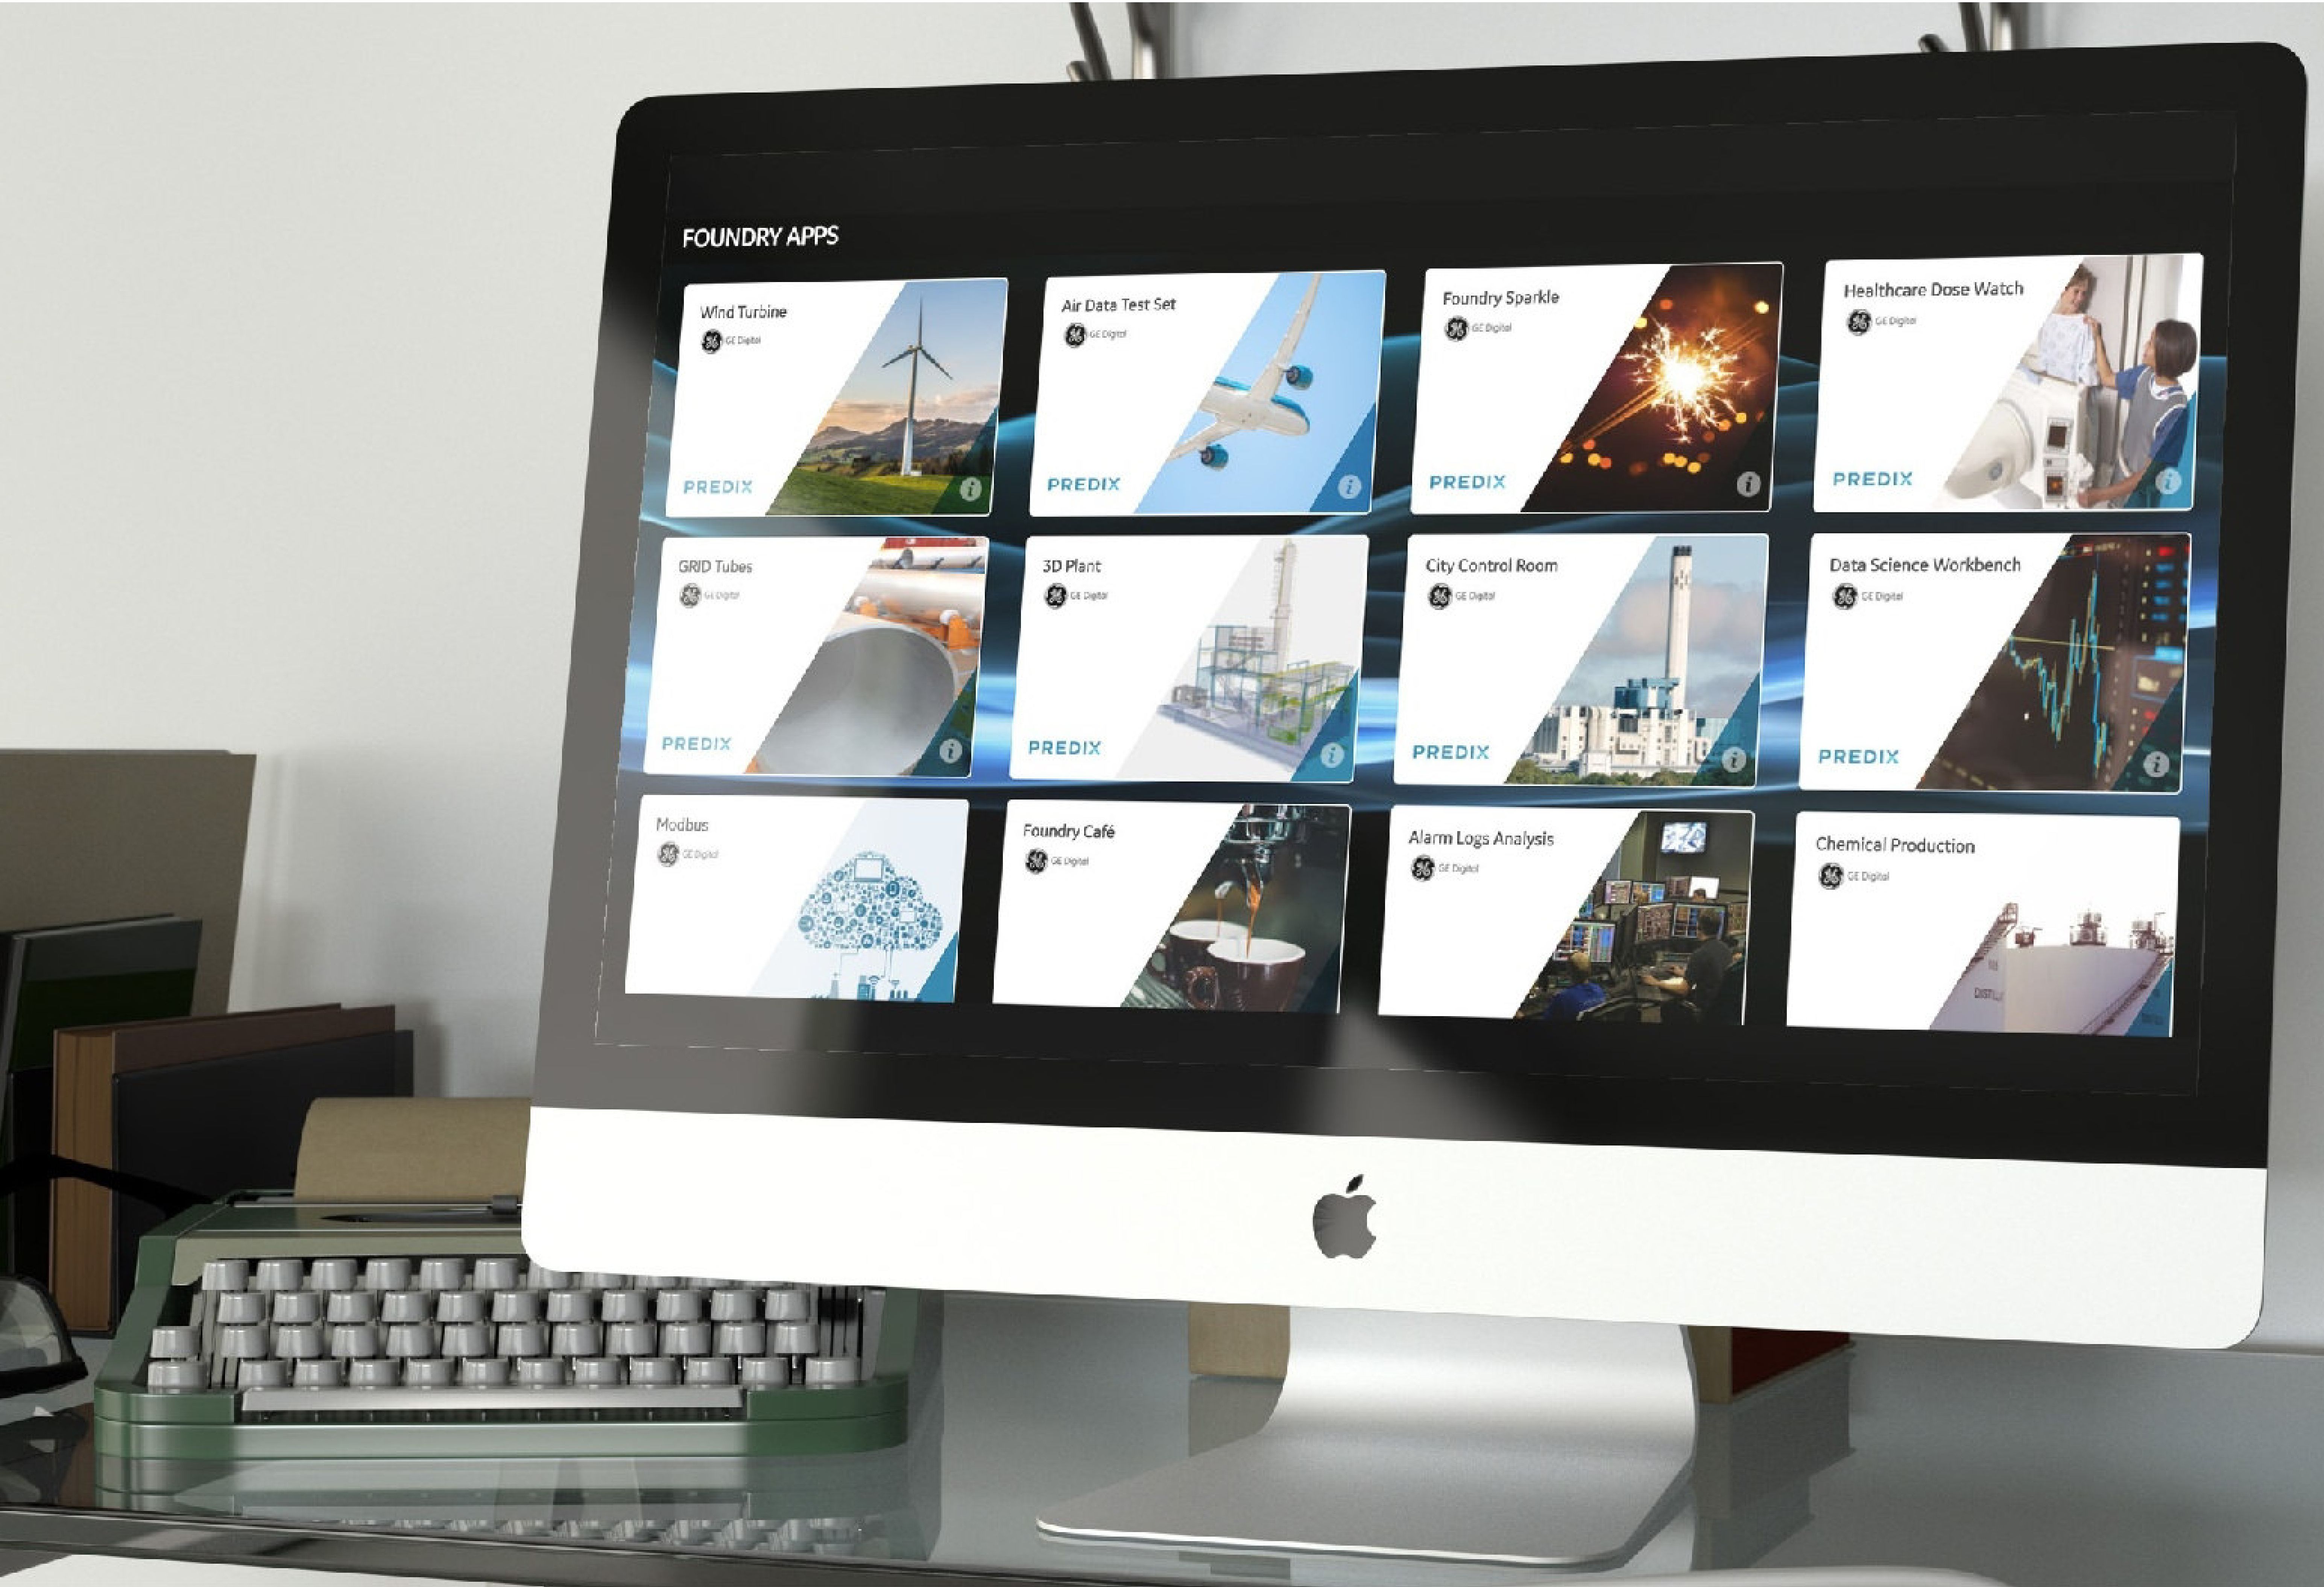 FOUNDRY APPS
Wind Turbine
GE Digital
PREDIX
Air Data Test Set
GE Digital
PREDIX
Foundry Sparkle
GE Digital
PREDIX
Healthcare Dose Watch
GE Digital
PREDIX
GRID Tubes
GE Digital
PREDIX
3D Plant
GE Digital
PREDIX
City Control Room
GE Digital
PREDIX
Data Science Workbench
GE Digital
PREDIX
Modbus
GE Digital
Foundry Café
GE Digital
Alarm Logs Analysis
GE Digital
Chemical Production
GE Digital